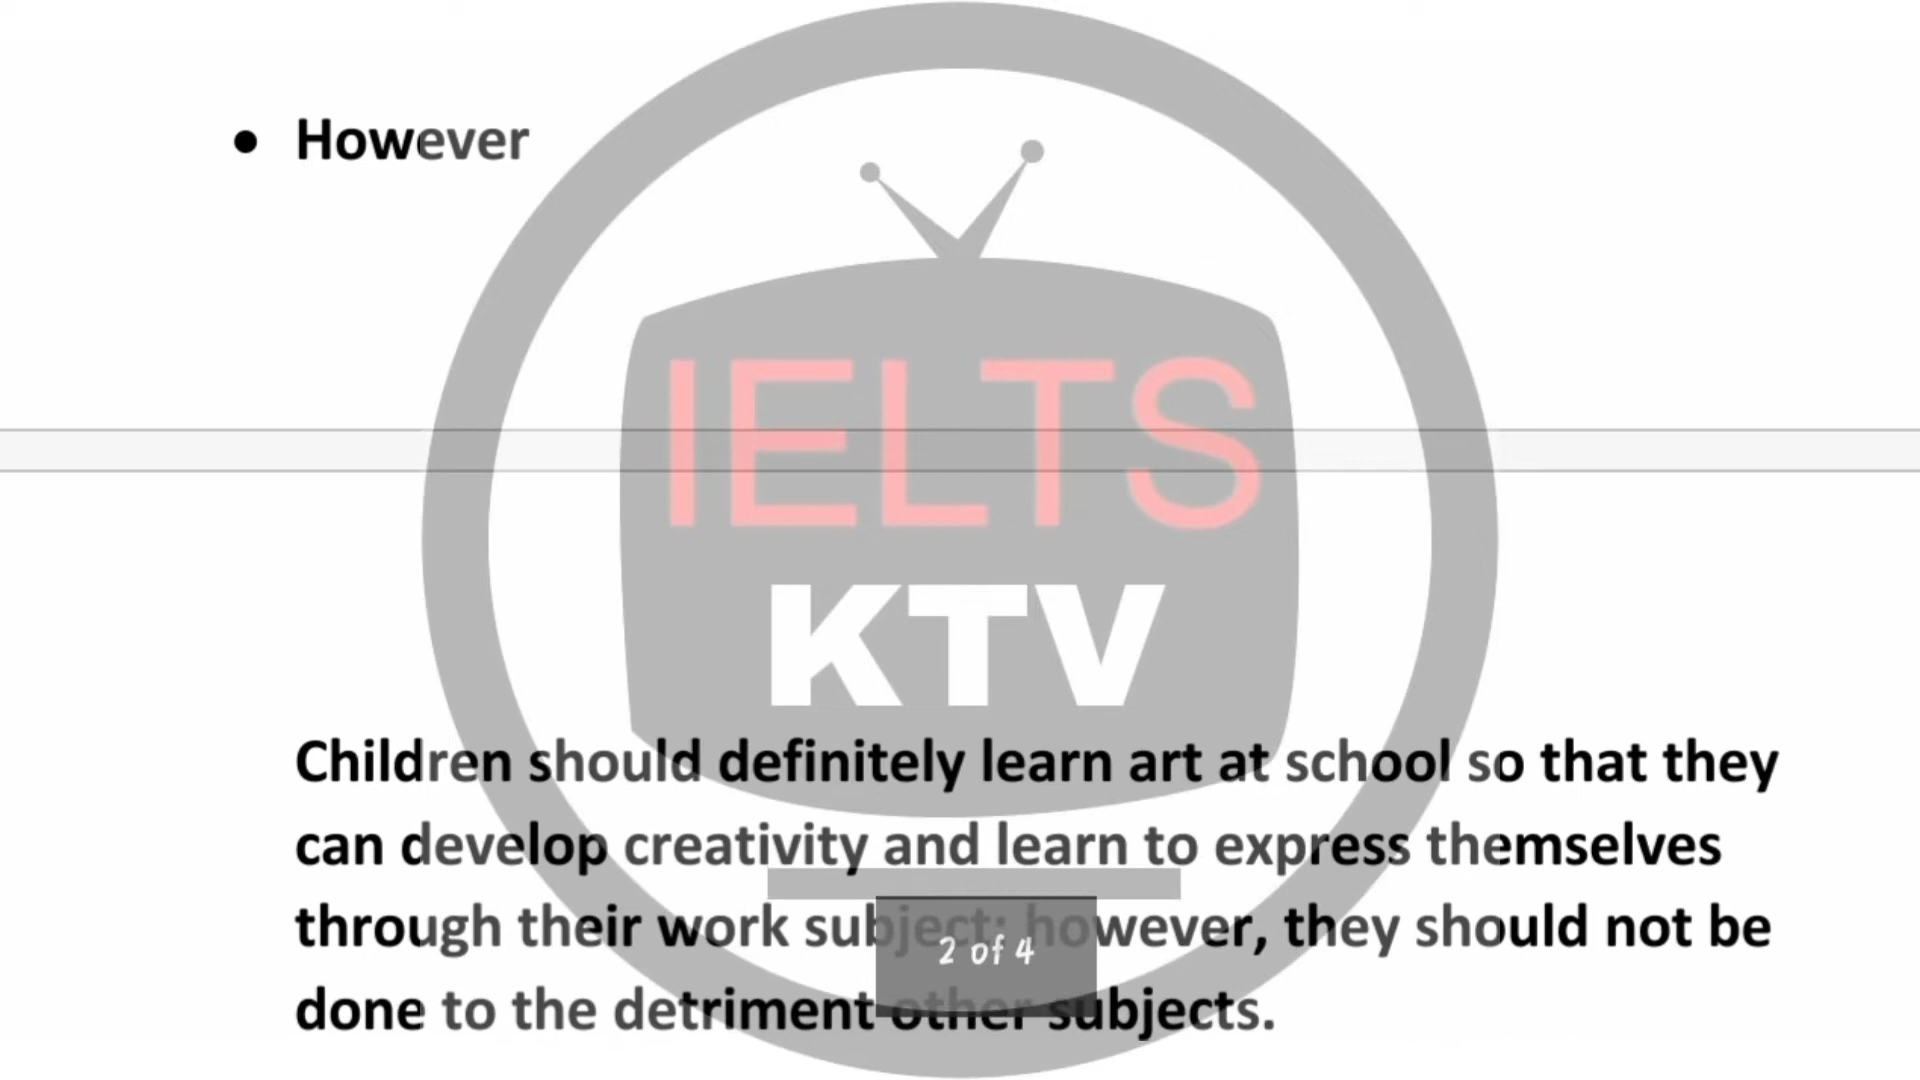 • However
IELTS
KTV
Children should definitely learn art at school so that they
can develop creativity and learn to express themselves
through their work subject; however, they should not be
2 of 4
done to the detriment other subjects.